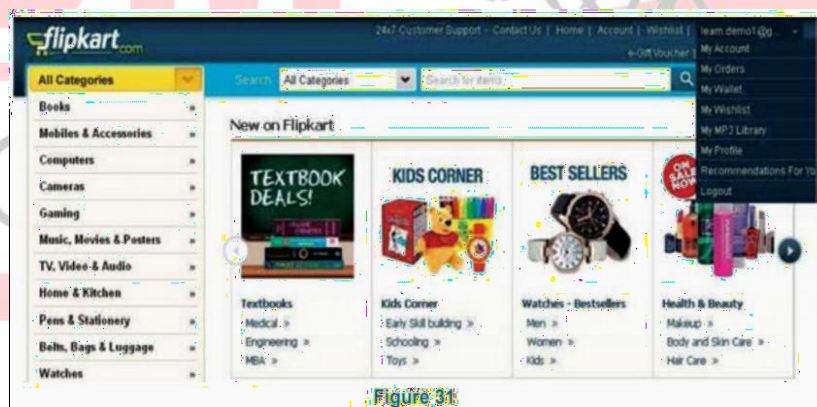 flipkart.com
24x7 Customer Support - Contact Us | Home | Account | Wishlist | team.demo1@g...
e-Gift Voucher |
My Account
My Orders
My Wallet
My Wishlist
My MP3 Library
My Profile
Recommendations For Yo
Logout
All Categories
Search All Categories Search for items
Books »
Mobiles & Accessories »
Computers »
Cameras »
Gaming »
Music, Movies & Posters »
TV, Video & Audio »
Home & Kitchen »
Pens & Stationery »
Belts, Bags & Luggage »
Watches »
New on Flipkart
TEXTBOOK
DEALS!
Textbooks
Medical »
Engineering »
MBA »
KIDS CORNER
Kids Corner
Early Skill building »
Schooling »
Toys »
BEST SELLERS
Watches - Bestsellers
Men »
Women »
Kids »
ON
SALE
NOW
Health & Beauty
Makeup »
Body and Skin Care »
Hair Care »
Figure 31